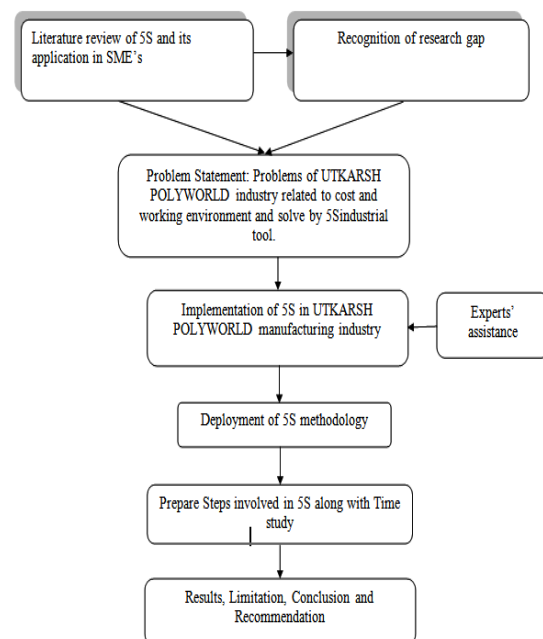 Literature review of 5S and its
application in SME's
Recognition of research gap
Problem Statement: Problems of UTKARSH
POLYWORLD industry related to cost and
working environment and solve by 5Sindustrial
tool.
Implementation of 5S in UTKARSH
POLYWORLD manufacturing industry
Experts'
assistance
Deployment of 5S methodology
Prepare Steps involved in 5S along with Time
study
Results, Limitation, Conclusion and
Recommendation